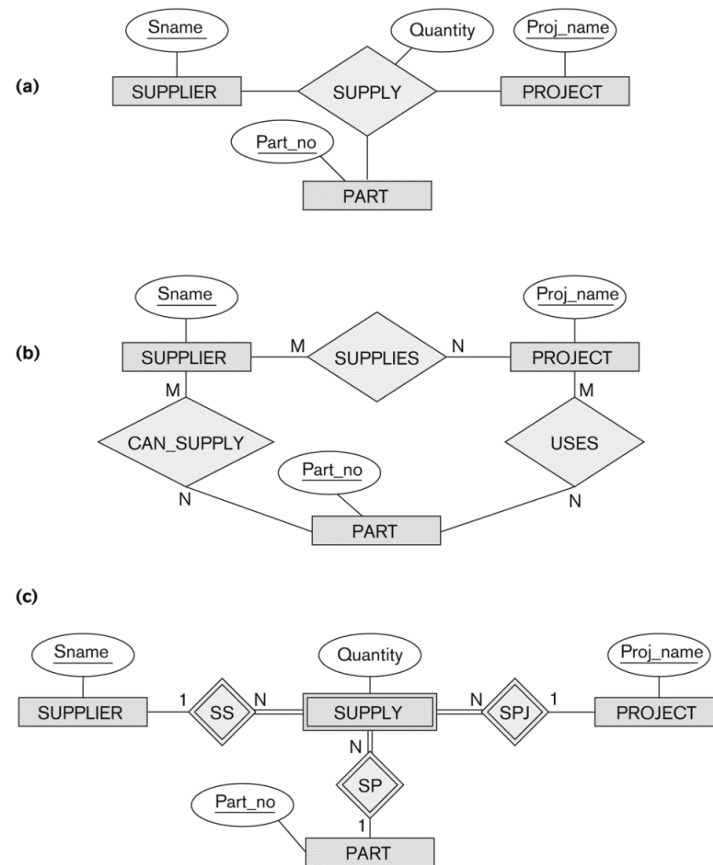 (a)
Sname
Quantity
Proj_name
SUPPLIER
SUPPLY
PROJECT
Part_no
PART
(b)
Sname
Proj_name
SUPPLIER
M
SUPPLIES
N
PROJECT
M
M
CAN_SUPPLY
USES
Part_no
N
N
PART
(c)
Sname
Quantity
Proj_name
SUPPLIER
1
SS
N
SUPPLY
N
SPJ
1
PROJECT
N
SP
Part_no
1
PART